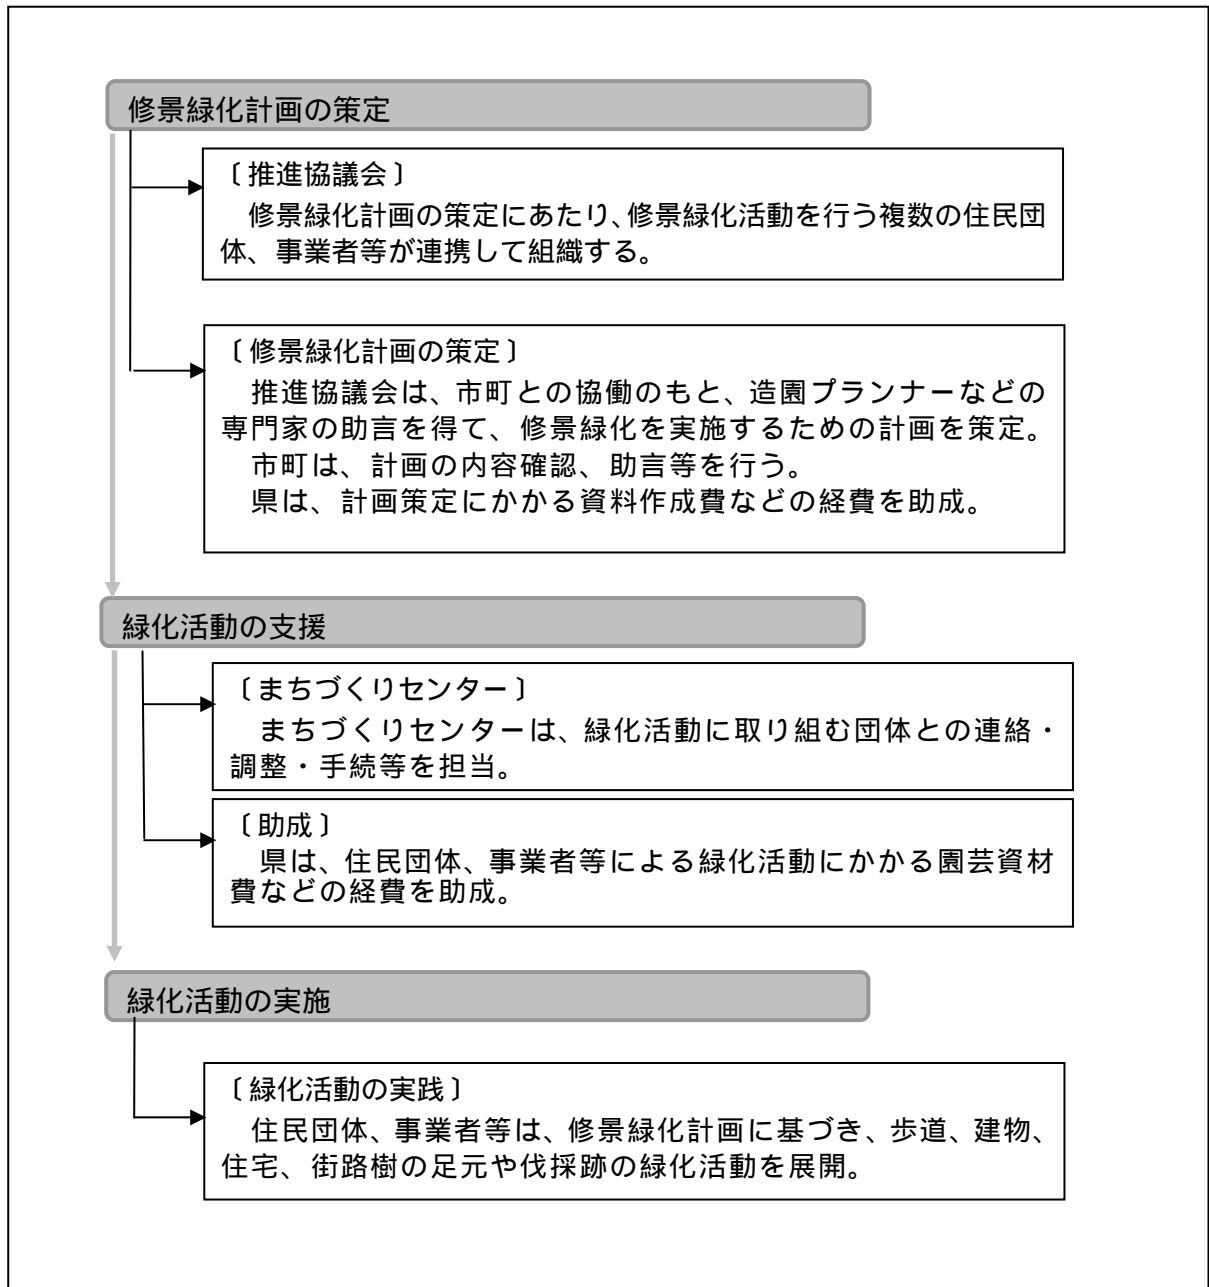 修景緑化計画の策定
〔推進協議会〕
修景緑化計画の策定にあたり、修景緑化活動を行う複数の住民団
体、事業者等が連携して組織する。
〔修景緑化計画の策定〕
推進協議会は、市町との協働のもと、造園プランナーなどの
専門家の助言を得て、修景緑化を実施するための計画を策定。
市町は、計画の内容確認、助言等を行う。
県は、計画策定にかかる資料作成費などの経費を助成。
緑化活動の支援
〔まちづくりセンター〕
まちづくりセンターは、緑化活動に取り組む団体との連絡・
調整・手続等を担当。
〔助成〕
県は、住民団体、事業者等による緑化活動にかかる園芸資材
費などの経費を助成。
緑化活動の実施
〔緑化活動の実践〕
住民団体、事業者等は、修景緑化計画に基づき、歩道、建物、
住宅、街路樹の足元や伐採跡の緑化活動を展開。